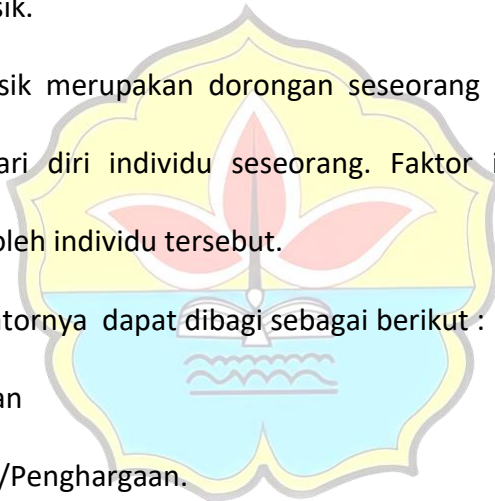 sik.
sik merupakan dorongan seseorang
ari diri individu seseorang. Faktor i
oleh individu tersebut.
atornya dapat dibagi sebagai berikut :
an
/Penghargaan.